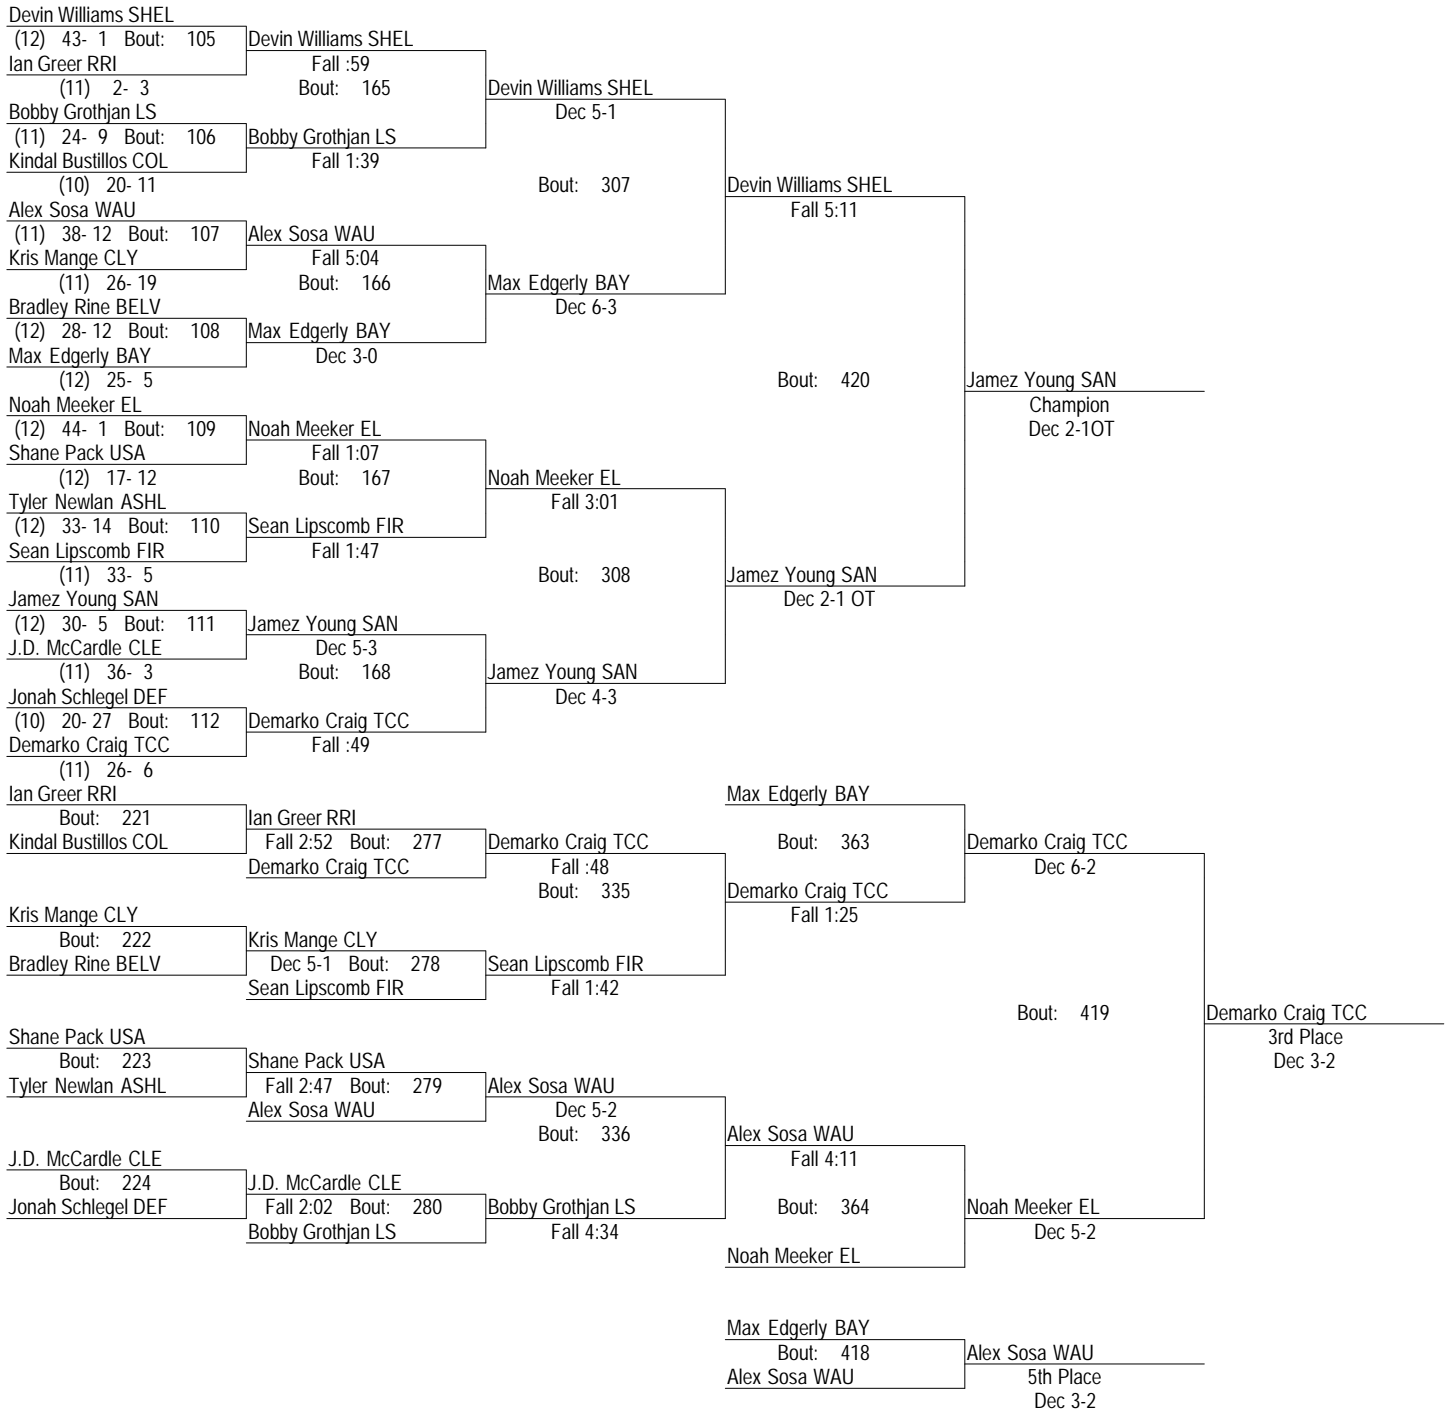 Devin Williams SHEL
(12) 43- 1 Bout: 105 Devin Williams SHEL
Ian Greer RRI Fall :59
(11) 2- 3 Bout: 165 Devin Williams SHEL
Bobby Grothjan LS Dec 5-1
(11) 24- 9 Bout: 106 Bobby Grothjan LS
Kindal Bustillos COL Fall 1:39
(10) 20- 11 Bout: 307 Devin Williams SHEL
Alex Sosa WAU Fall 5:11
(11) 38- 12 Bout: 107 Alex Sosa WAU
Kris Mange CLY Fall 5:04
(11) 26- 19 Bout: 166 Max Edgerly BAY
Bradley Rine BELV Dec 6-3
(12) 28- 12 Bout: 108 Max Edgerly BAY
Max Edgerly BAY Dec 3-0
(12) 25- 5 Bout: 420 Jamez Young SAN
Noah Meeker EL Champion
(12) 44- 1 Bout: 109 Noah Meeker EL Dec 2-1OT
Shane Pack USA Fall 1:07
(12) 17- 12 Bout: 167 Noah Meeker EL
Tyler Newlan ASHL Fall 3:01
(12) 33- 14 Bout: 110 Sean Lipscomb FIR
Sean Lipscomb FIR Fall 1:47
(11) 33- 5 Bout: 308 Jamez Young SAN
Jamez Young SAN Dec 2-1 OT
(12) 30- 5 Bout: 111 Jamez Young SAN
J.D. McCardle CLE Dec 5-3
(11) 36- 3 Bout: 168 Jamez Young SAN
Jonah Schlegel DEF Dec 4-3
(10) 20- 27 Bout: 112 Demarko Craig TCC
Demarko Craig TCC Fall :49
(11) 26- 6
Ian Greer RRI Max Edgerly BAY
Bout: 221 Ian Greer RRI
Kindal Bustillos COL Fall 2:52 Bout: 277 Demarko Craig TCC Bout: 363 Demarko Craig TCC
Demarko Craig TCC Fall :48 Dec 6-2
Bout: 335 Demarko Craig TCC
Kris Mange CLY Fall 1:25
Bout: 222 Kris Mange CLY
Bradley Rine BELV Dec 5-1 Bout: 278 Sean Lipscomb FIR
Sean Lipscomb FIR Fall 1:42
Bout: 419 Demarko Craig TCC
Shane Pack USA 3rd Place
Bout: 223 Shane Pack USA Dec 3-2
Tyler Newlan ASHL Fall 2:47 Bout: 279 Alex Sosa WAU
Alex Sosa WAU Dec 5-2
Bout: 336 Alex Sosa WAU
J.D. McCardle CLE Fall 4:11
Bout: 224 J.D. McCardle CLE
Jonah Schlegel DEF Fall 2:02 Bout: 280 Bobby Grothjan LS Bout: 364 Noah Meeker EL
Bobby Grothjan LS Fall 4:34 Dec 5-2
Noah Meeker EL
Max Edgerly BAY
Bout: 418 Alex Sosa WAU
Alex Sosa WAU 5th Place
Dec 3-2